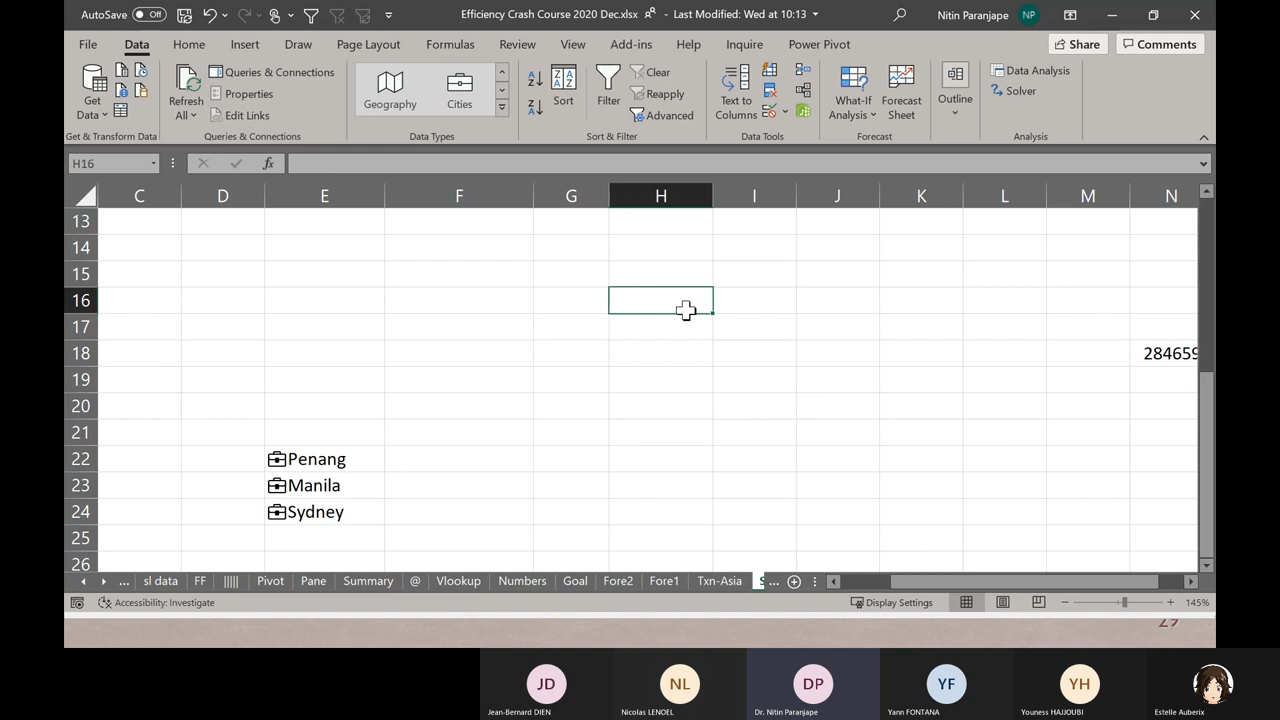 AutoSave Off Efficiency Crash Course 2020 Dec.xlsx - Last Modified: Wed at 10:13 Nitin Paranjape NP
File Data Home Insert Draw Page Layout Formulas Review View Add-ins Help Inquire Power Pivot Share Comments
Get Data Refresh All Queries & Connections Properties Edit Links Geography Cities Sort Filter Clear Reapply Advanced Text to Columns What-If Analysis Forecast Sheet Outline Data Analysis Solver
Get & Transform Data Queries & Connections Data Types Sort & Filter Data Tools Forecast Analysis
H16 fx
C D E F G H I J K L M N
13
14
15
16
17
18 284659
19
20
21
22 Penang
23 Manila
24 Sydney
25
26
... sl data FF ||||| Pivot Pane Summary @ Vlookup Numbers Goal Fore2 Fore1 Txn-Asia S ...
Accessibility: Investigate Display Settings 145%
29
JD NL DP YF YH
Jean-Bernard DIEN Nicolas LENOEL Dr. Nitin Paranjape Yann FONTANA Youness HAJJOUBI Estelle Auberix